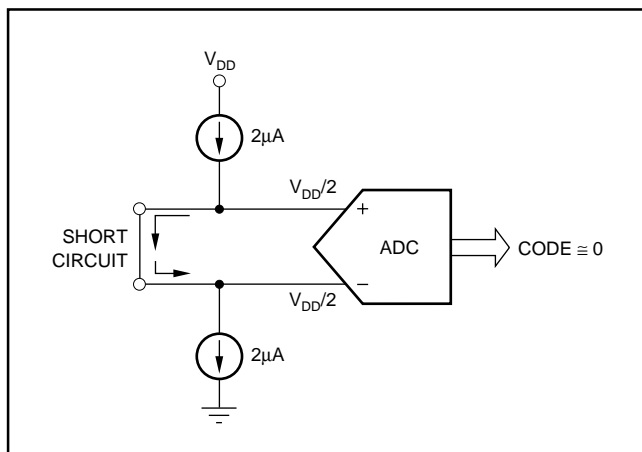 V_DD
2μA
V_DD/2
+
SHORT
CIRCUIT
ADC
CODE ≅ 0
−
V_DD/2
2μA